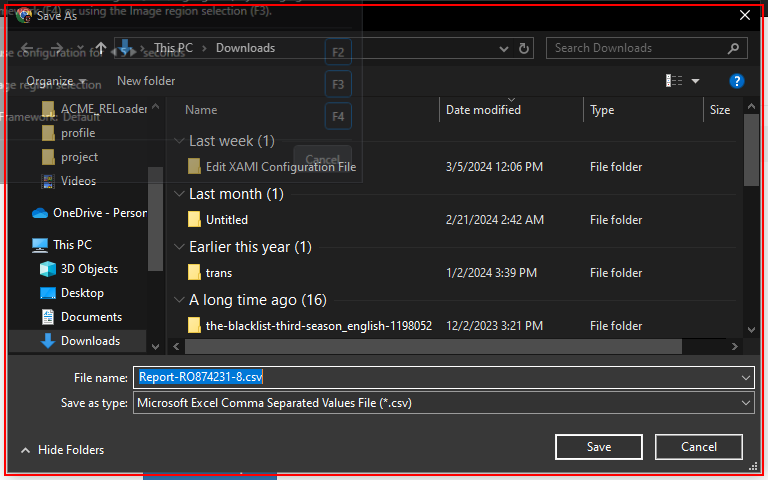 Framework (F4) or using the Image region selection (F3).
Save As
This PC
Downloads
Search Downloads
configuration for 3 seconds
F2
Organize
New folder
region selection
F3
ACME_RELoader
Name
Date modified
Type
Size
Framework: Default
F4
profile
Last week (1)
project
Cancel
Edit XAMI Configuration File
3/5/2024 12:06 PM
File folder
Videos
Last month (1)
OneDrive - Person
Untitled
2/21/2024 2:42 AM
File folder
This PC
Earlier this year (1)
3D Objects
trans
1/2/2024 3:39 PM
File folder
Desktop
A long time ago (16)
Documents
the-blacklist-third-season_english-1198052
12/2/2023 3:21 PM
File folder
Downloads
File name:
Report-RO874231-8.csv
Save as type:
Microsoft Excel Comma Separated Values File (*.csv)
Hide Folders
Save
Cancel